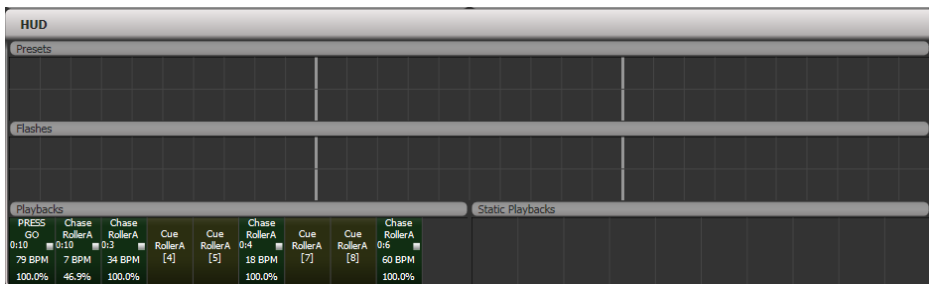 HUD
Presets
Flashes
Playbacks
Static Playbacks
PRESS Chase Chase Chase Chase
GO RollerA RollerA Cue Cue RollerA Cue Cue RollerA
0:10 0:10 0:3 RollerA RollerA 0:4 RollerA RollerA 0:6
79 BPM 7 BPM 34 BPM [4] [5] 18 BPM [7] [8] 60 BPM
100.0% 46.9% 100.0% 100.0% 100.0%